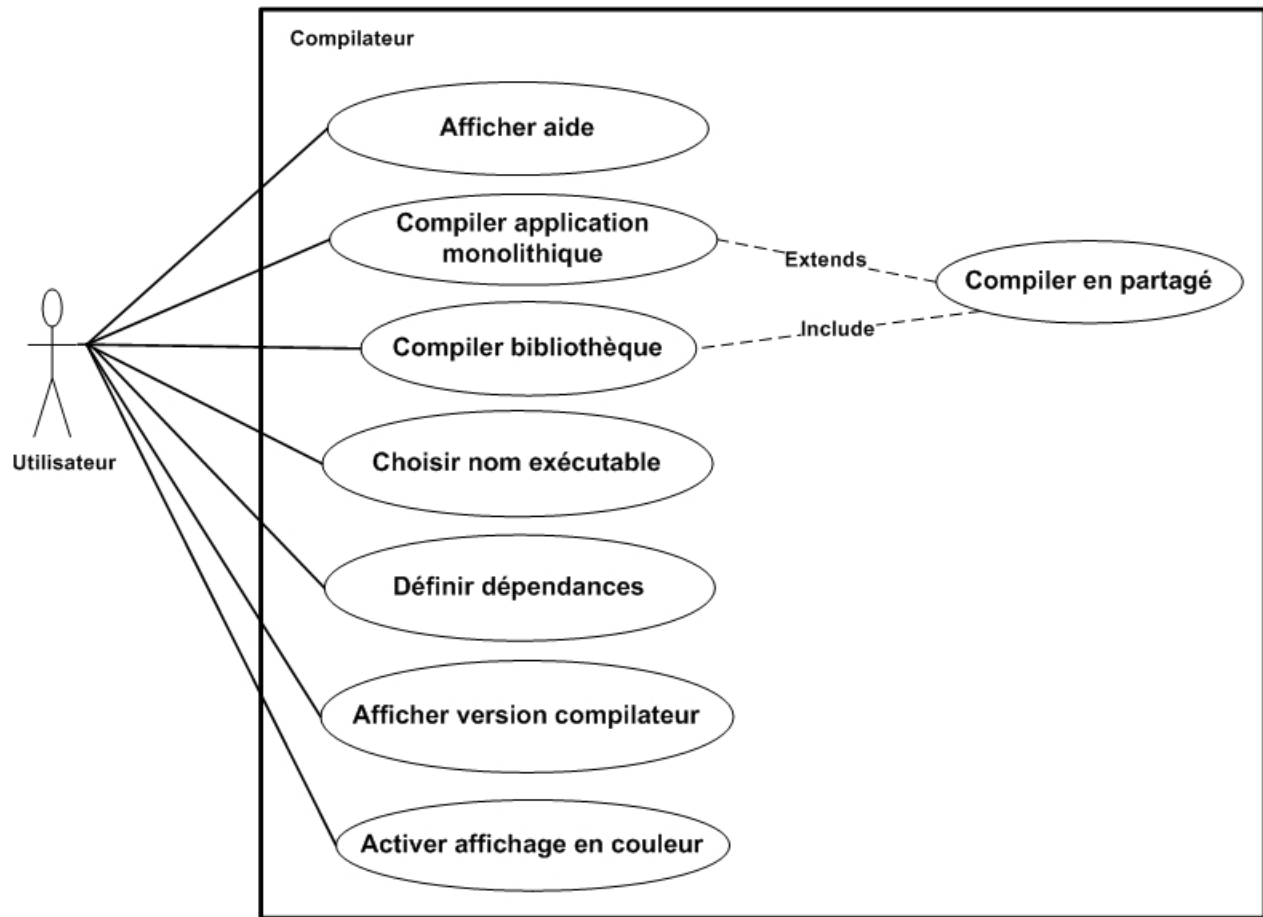 Compilateur
Afficher aide
Compiler application
monolithique
Extends
Compiler en partagé
Include
Compiler bibliothèque
Utilisateur
Choisir nom exécutable
Définir dépendances
Afficher version compilateur
Activer affichage en couleur